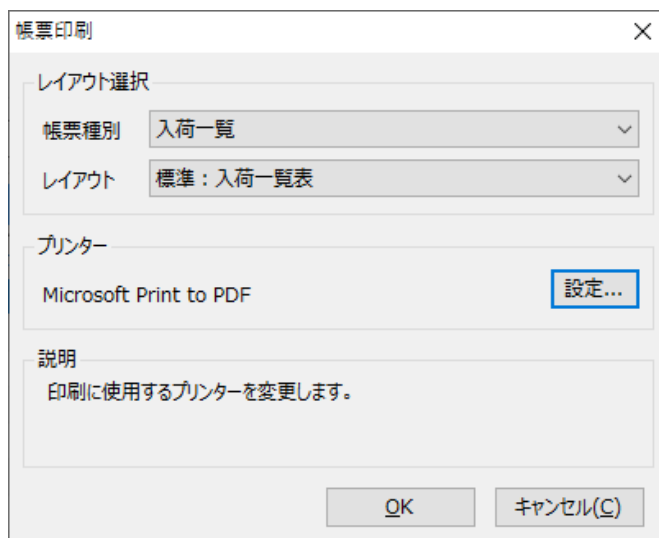 帳票印刷
レイアウト選択
帳票種別 入荷一覧
レイアウト 標準：入荷一覧表
プリンター
Microsoft Print to PDF 設定...
説明
印刷に使用するプリンターを変更します。
OK キャンセル(C)